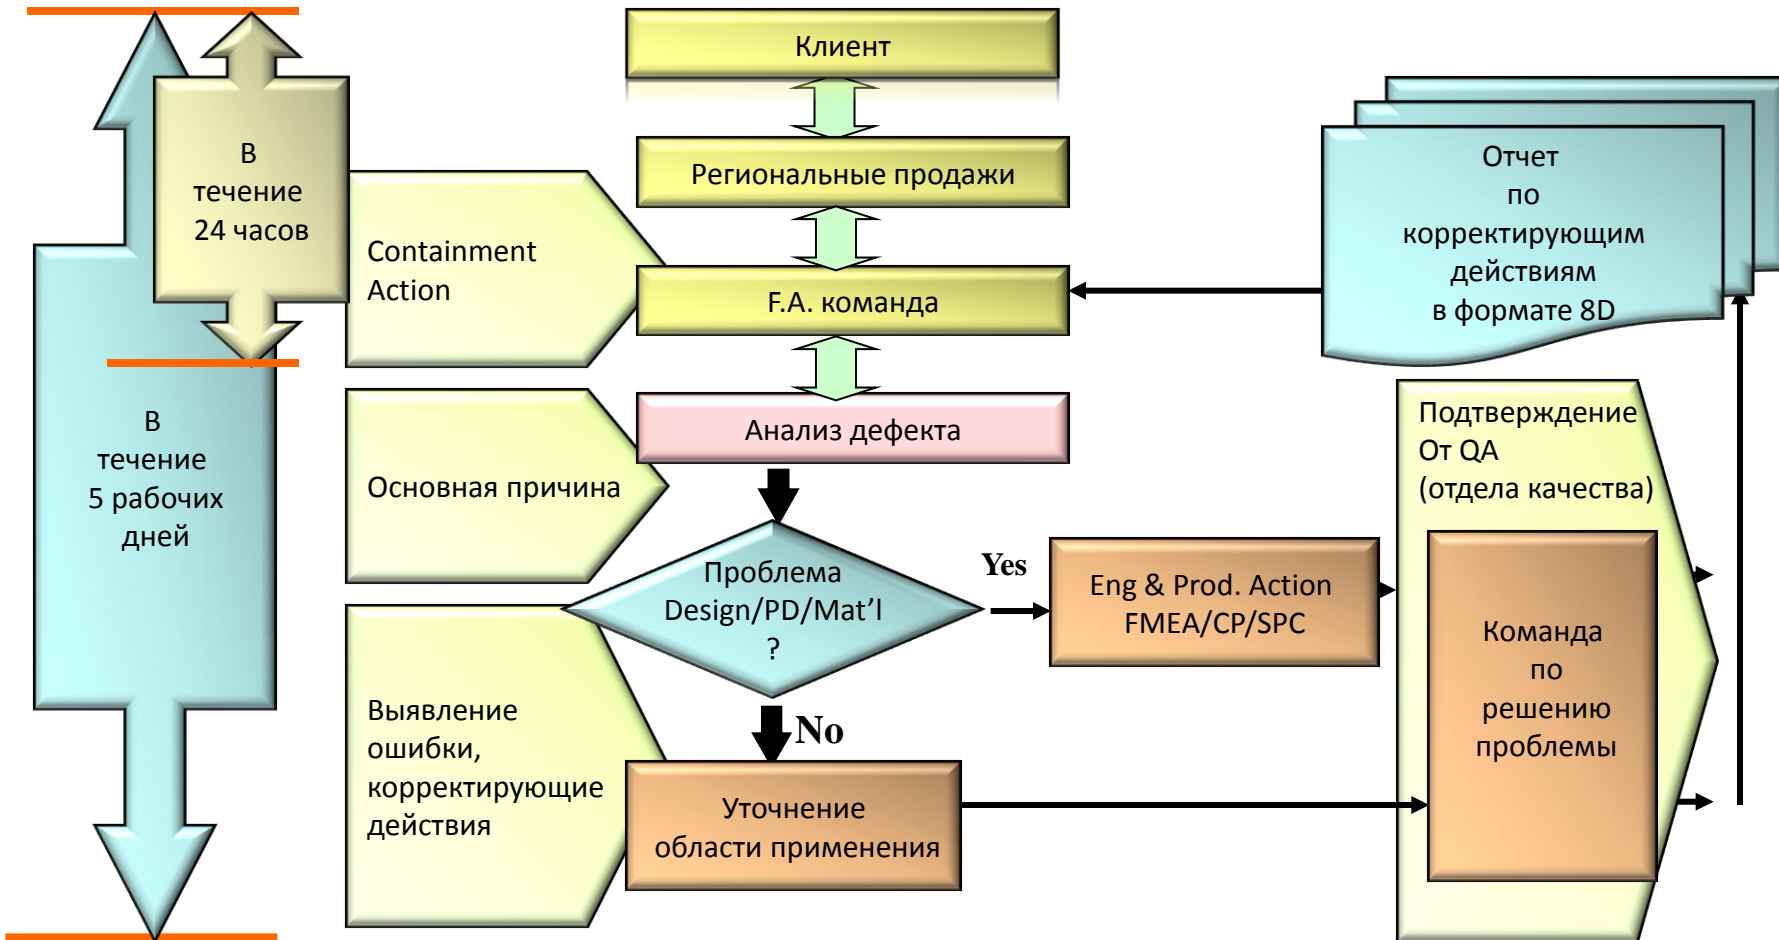 Клиент
В
течение
24 часов
Региональные продажи
Отчет
по
корректирующим
действиям
в формате 8D
Containment
Action
F.A. команда
В
течение
5 рабочих
дней
Анализ дефекта
Подтверждение
От QA
(отдела качества)
Основная причина
Проблема
Design/PD/Mat’l
?
Yes
Eng & Prod. Action
FMEA/CP/SPC
Команда
по
решению
проблемы
Выявление
ошибки,
корректирующие
действия
No
Уточнение
области применения